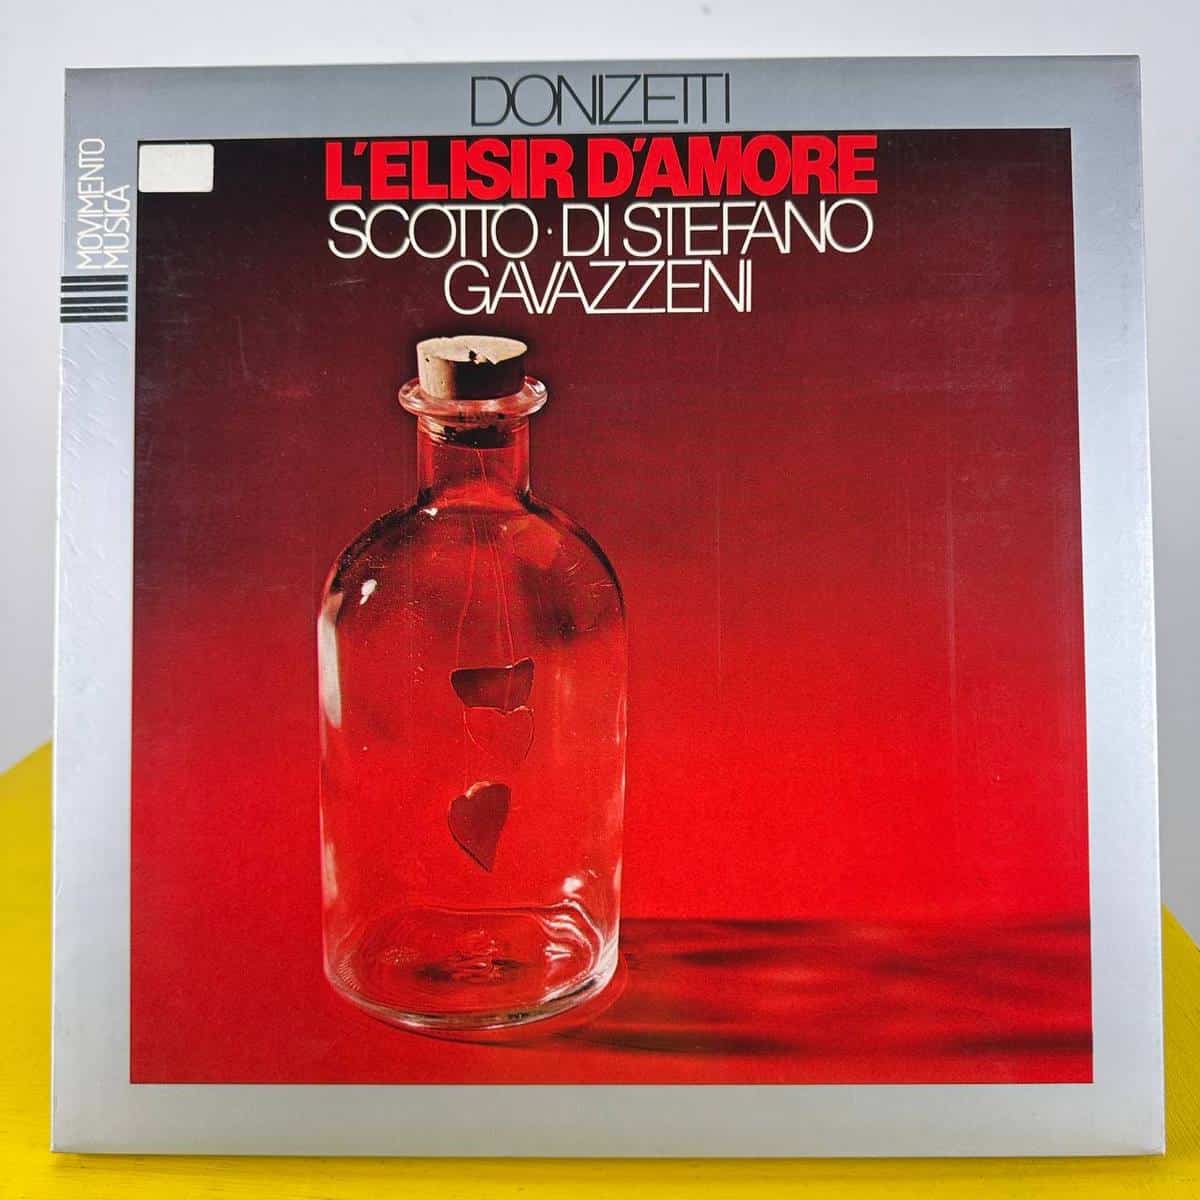 DONIZETTI
MOVIMENTO
MUSICA
L'ELISIR D'AMORE
SCOTTO · DI STEFANO
GAVAZZENI